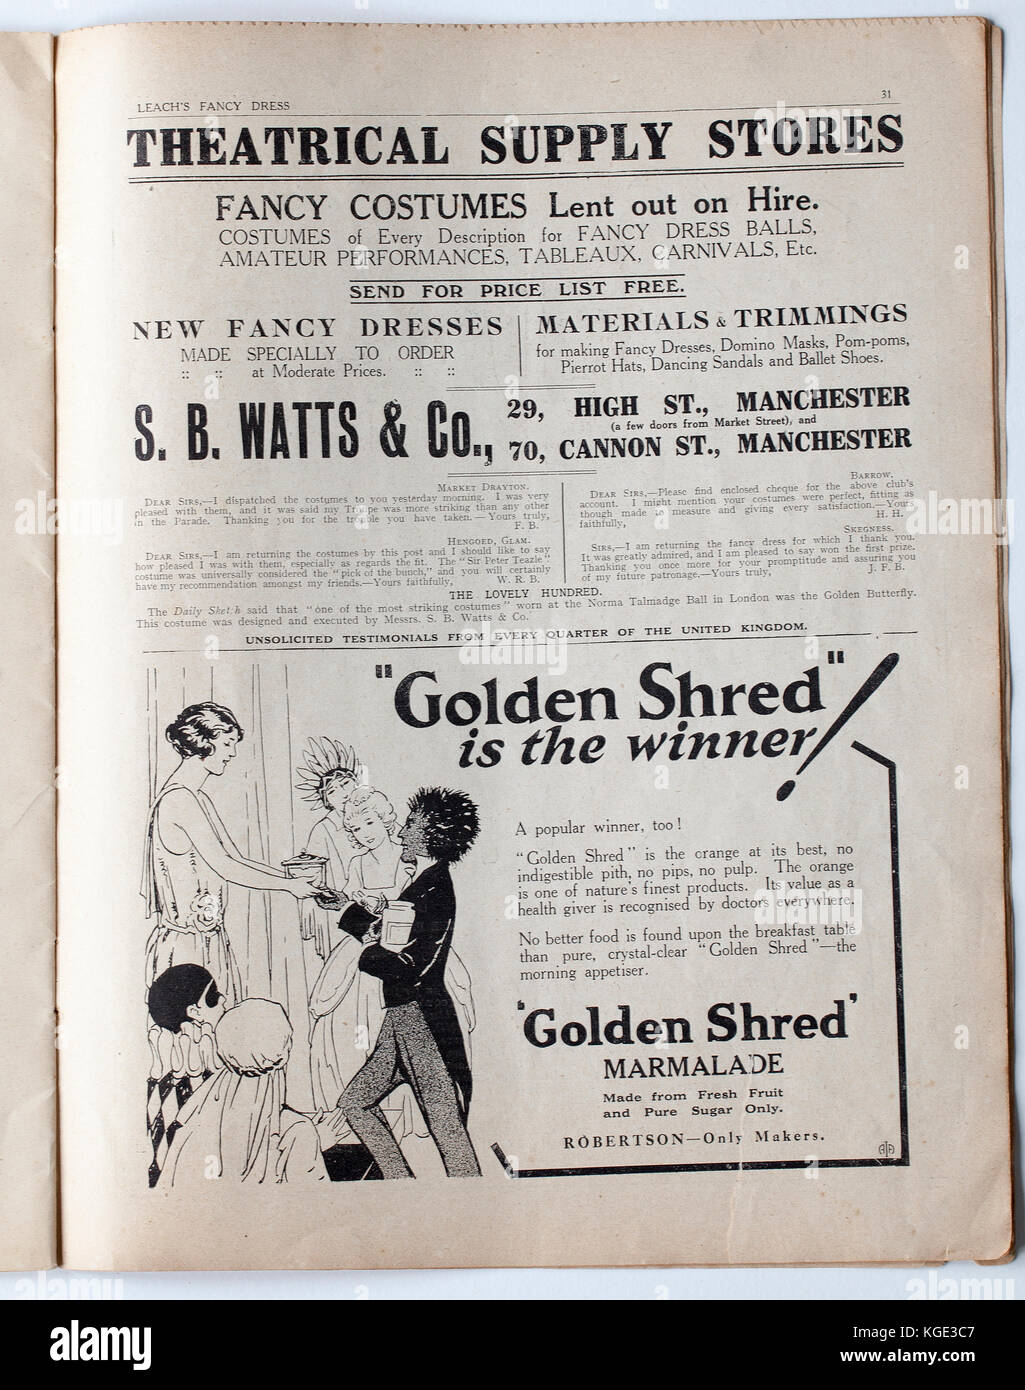 LEACH'S FANCY DRESS
31
THEATRICAL SUPPLY STORES
FANCY COSTUMES Lent out on Hire.
COSTUMES of Every Description for FANCY DRESS BALLS,
AMATEUR PERFORMANCES, TABLEAUX, CARNIVALS, Etc.
SEND FOR PRICE LIST FREE.
NEW FANCY DRESSES
MADE SPECIALLY TO ORDER
:: :: at Moderate Prices. :: ::
MATERIALS & TRIMMINGS
for making Fancy Dresses, Domino Masks, Pom-poms,
Pierrot Hats, Dancing Sandals and Ballet Shoes.
S. B. WATTS & Co.,
29, HIGH ST., MANCHESTER
(a few doors from Market Street), and
70, CANNON ST., MANCHESTER
MARKET DRAYTON.
DEAR SIRS,—I dispatched the costumes to you yesterday morning. I was very
pleased with them, and it was said my Troupe was more striking than any other
in the Parade. Thanking you for the trouble you have taken.—Yours truly,
F. B.
HENGOED, GLAM.
DEAR SIRS,—I am returning the costumes by this post and I should like to say
how pleased I was with them, especially as regards the fit. The "Sir Peter Teazle"
costume was universally considered the "pick of the bunch," and you will certainly
have my recommendation amongst my friends.—Yours faithfully, W. R. B.
BARROW.
DEAR SIRS,—Please find enclosed cheque for the above club's
account. I might mention your costumes were perfect, fitting as
though made to measure and giving every satisfaction.—Yours
faithfully, H. H.
SKEGNESS.
SIRS,—I am returning the fancy dress for which I thank you.
It was greatly admired, and I am pleased to say won the first prize.
Thanking you once more for your promptitude and assuring you
of my future patronage.—Yours truly, J. F. B.
THE LOVELY HUNDRED.
The Daily Sketch said that "one of the most striking costumes" worn at the Norma Talmadge Ball in London was the Golden Butterfly.
This costume was designed and executed by Messrs. S. B. Watts & Co.
UNSOLICITED TESTIMONIALS FROM EVERY QUARTER OF THE UNITED KINGDOM.
"Golden Shred"
is the winner!
A popular winner, too!
"Golden Shred" is the orange at its best, no
indigestible pith, no pips, no pulp. The orange
is one of nature's finest products. Its value as a
health giver is recognised by doctors everywhere.
No better food is found upon the breakfast table
than pure, crystal-clear "Golden Shred"—the
morning appetiser.
'Golden Shred'
MARMALADE
Made from Fresh Fruit
and Pure Sugar Only.
ROBERTSON—Only Makers.
alamy
alamy
Image ID: KGE3C7
www.alamy.com